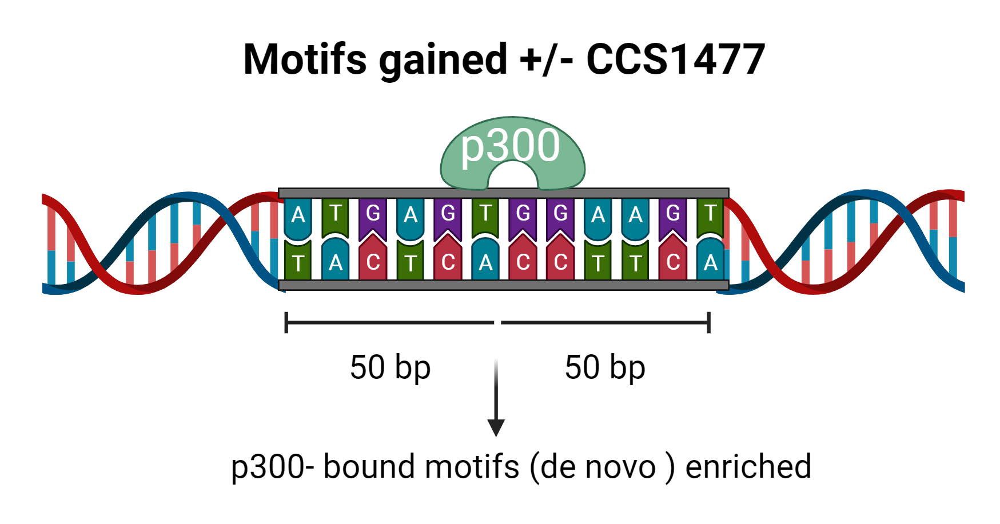 Motifs gained +/- CCS1477
p300
A T G A G T G G A A G T
T A C T C A C C T T C A
50 bp 50 bp
p300- bound motifs (de novo ) enriched